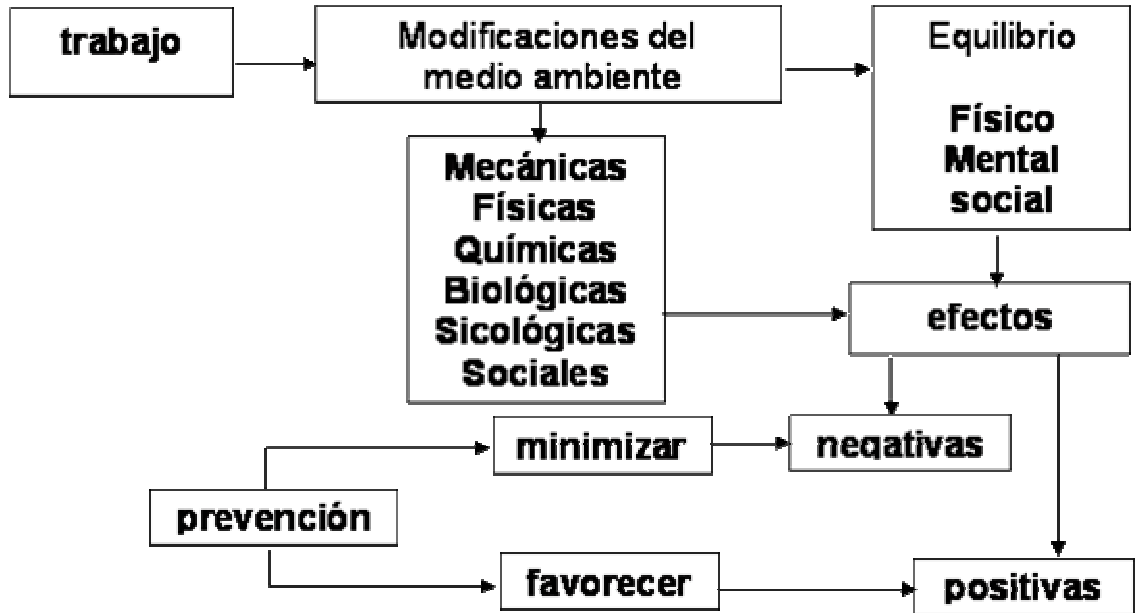 trabajo
Modificaciones del
medio ambiente
Equilibrio
Físico
Mental
social
Mecánicas
Físicas
Químicas
Biológicas
Sicológicas
Sociales
efectos
minimizar
negativas
prevención
favorecer
positivas